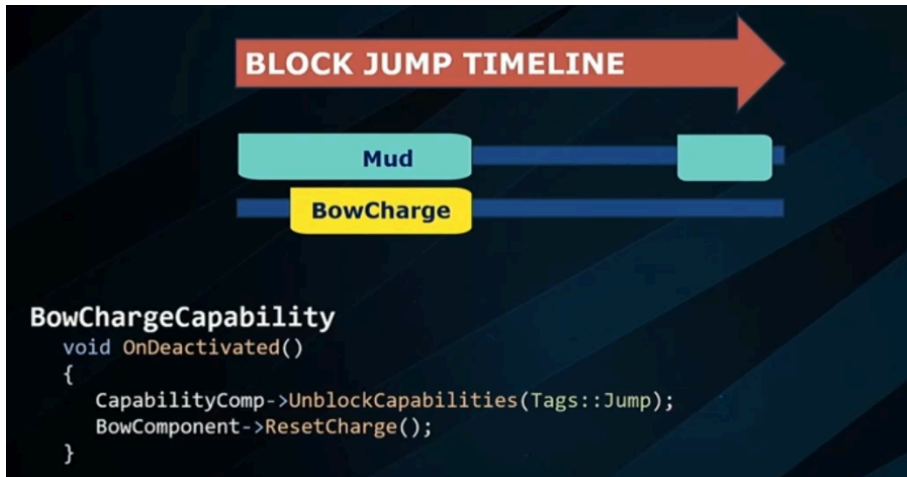 BLOCK JUMP TIMELINE
Mud
BowCharge
BowChargeCapability
void OnDeactivated()
{
CapabilityComp->UnblockCapabilities(Tags::Jump);
BowComponent->ResetCharge();
}